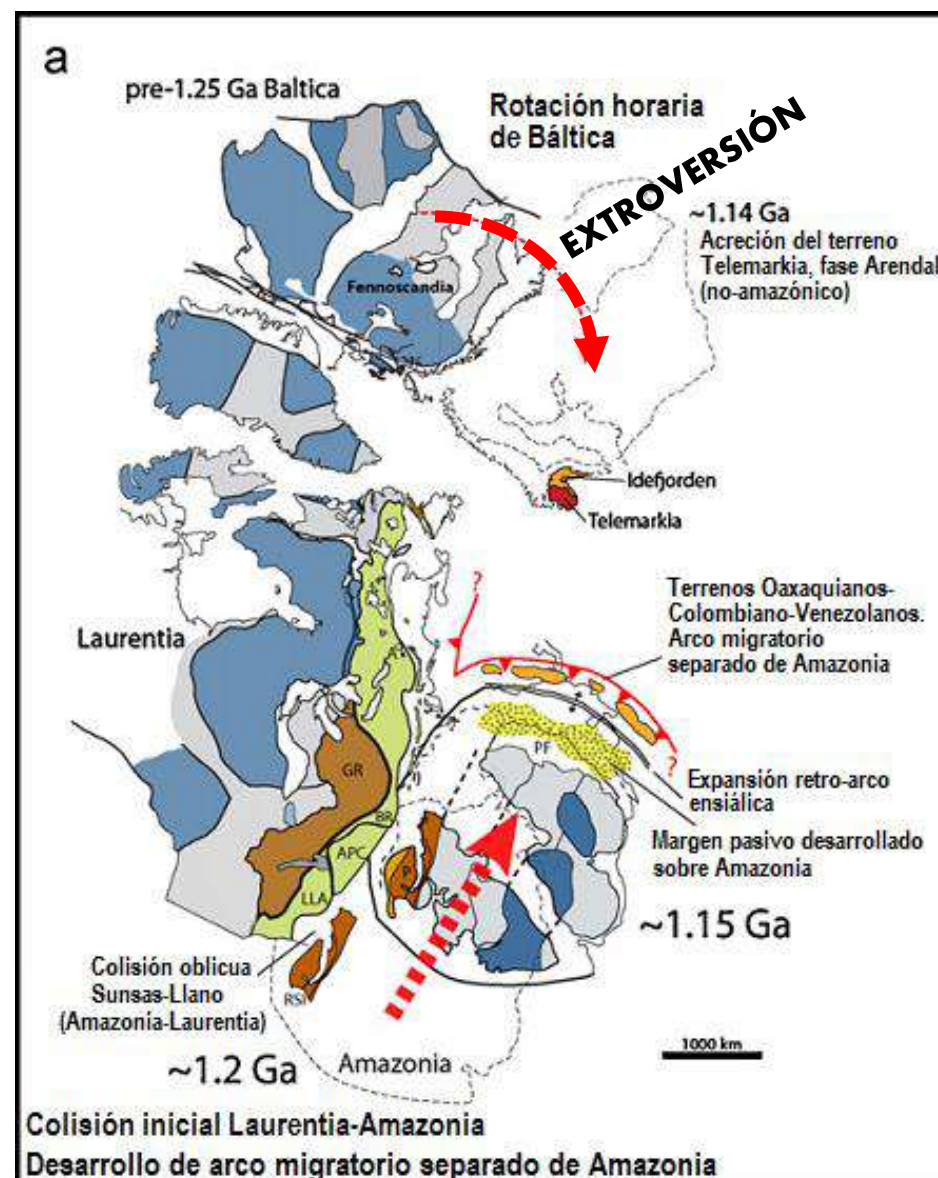 a
pre-1.25 Ga Baltica
Rotación horaria
de Báltica
EXTROVERSIÓN
~1.14 Ga
Acreción del terreno
Telemarkia, fase Arendal
(no-amazónico)
Fennoscandia
Idefjorden
Telemarkia
Terrenos Oaxaquianos-
Colombiano-Venezolanos.
Arco migratorio
separado de Amazonia
?
Laurentia
PF
GR
?
Expansión retro-arco
ensiálica
BR
Margen pasivo desarrollado
sobre Amazonia
APC
P
LLA
~1.15 Ga
Colisión oblicua
Sunsas-Llano
(Amazonía-Laurentia)
RSI
1000 km
Amazonia
~1.2 Ga
Colisión inicial Laurentia-Amazonia
Desarrollo de arco migratorio separado de Amazonia